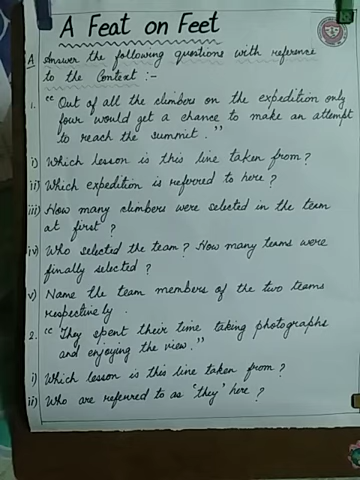 A Feat on Feet
A Answer the following questions with reference
to the Context :-
1. "Out of all the climbers on the expedition only
four would get a chance to make an attempt
to reach the summit."
i) Which lesson is this line taken from?
ii) Which expedition is referred to here?
iii) How many climbers were selected in the team
at first?
iv) Who selected the team? How many teams were
finally selected?
v) Name the team members of the two teams
respectively.
2. "They spent their time taking photographs
and enjoying the view."
i) Which lesson is this line taken from?
ii) Who are referred to as 'they' here?